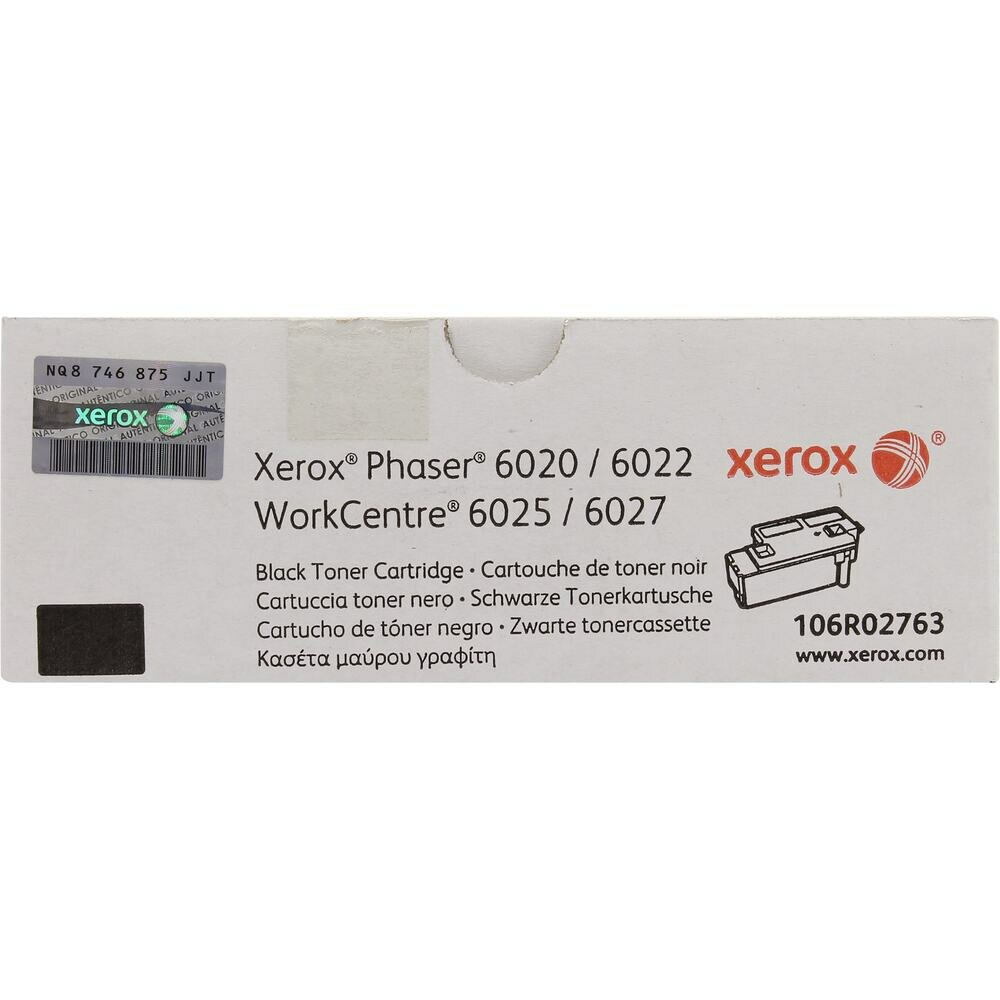 NQ8 746 875 JJT
xerox
Xerox® Phaser® 6020 / 6022
WorkCentre® 6025 / 6027
xerox ®
Black Toner Cartridge • Cartouche de toner noir
Cartuccia toner nero • Schwarze Tonerkartusche
Cartucho de tóner negro • Zwarte tonercassette
Κασέτα μαύρου γραφίτη
106R02763
www.xerox.com